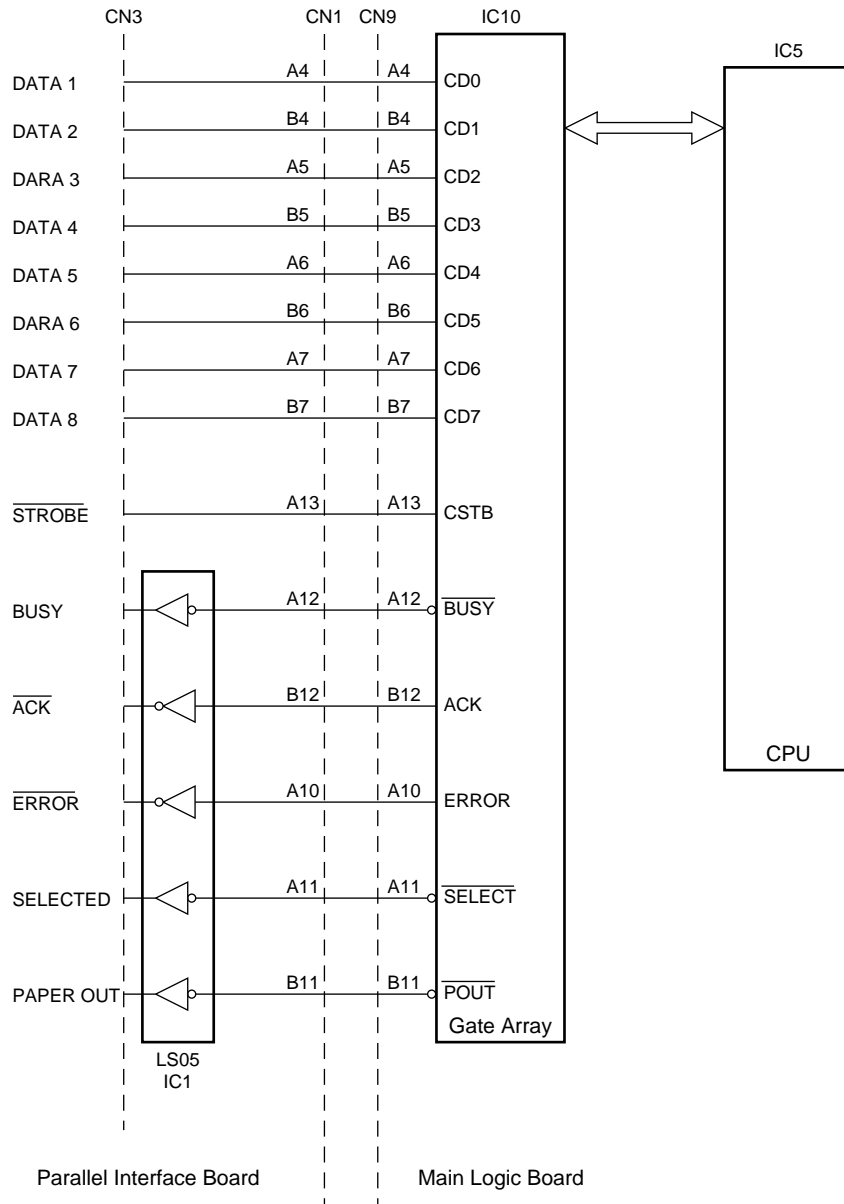 CN3 CN1 CN9 IC10
IC5
DATA 1 A4 A4 CD0
DATA 2 B4 B4 CD1
DARA 3 A5 A5 CD2
DATA 4 B5 B5 CD3
DATA 5 A6 A6 CD4
DARA 6 B6 B6 CD5
DATA 7 A7 A7 CD6
DATA 8 B7 B7 CD7
STROBE A13 A13 CSTB
BUSY A12 A12 BUSY
ACK B12 B12 ACK
CPU
ERROR A10 A10 ERROR
SELECTED A11 A11 SELECT
PAPER OUT B11 B11 POUT
Gate Array
LS05
IC1
Parallel Interface Board Main Logic Board